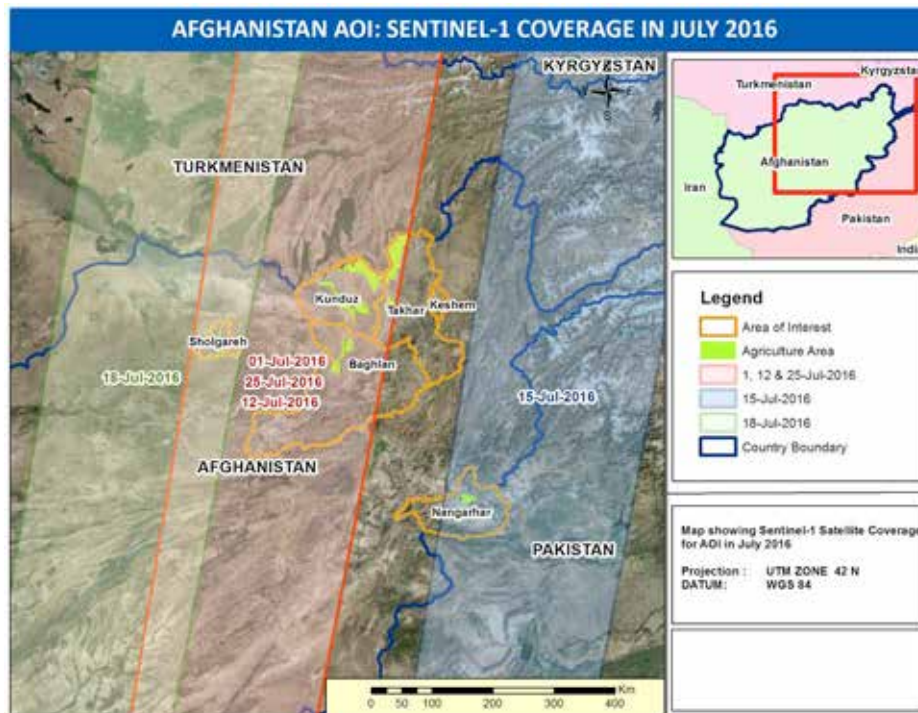 AFGHANISTAN AOI: SENTINEL-1 COVERAGE IN JULY 2016
KYRGYZSTAN
TURKMENISTAN
Kunduz
Takhar
Keshem
Sholgareh
Baghlan
01-Jul-2016
25-Jul-2016
12-Jul-2016
18-Jul-2016
15-Jul-2016
AFGHANISTAN
Nangarhar
PAKISTAN
Km
0 50 100 200 300 400
Kyrgyzstan
Turkmenistan
Afghanistan
Iran
Pakistan
Indi
Legend
Area of Interest
Agriculture Area
1, 12 & 25-Jul-2016
15-Jul-2016
18-Jul-2016
Country Boundary
Map showing Sentinel-1 Satellite Coverage
for AOI in July 2016
Projection : UTM ZONE 42 N
DATUM: WGS 84